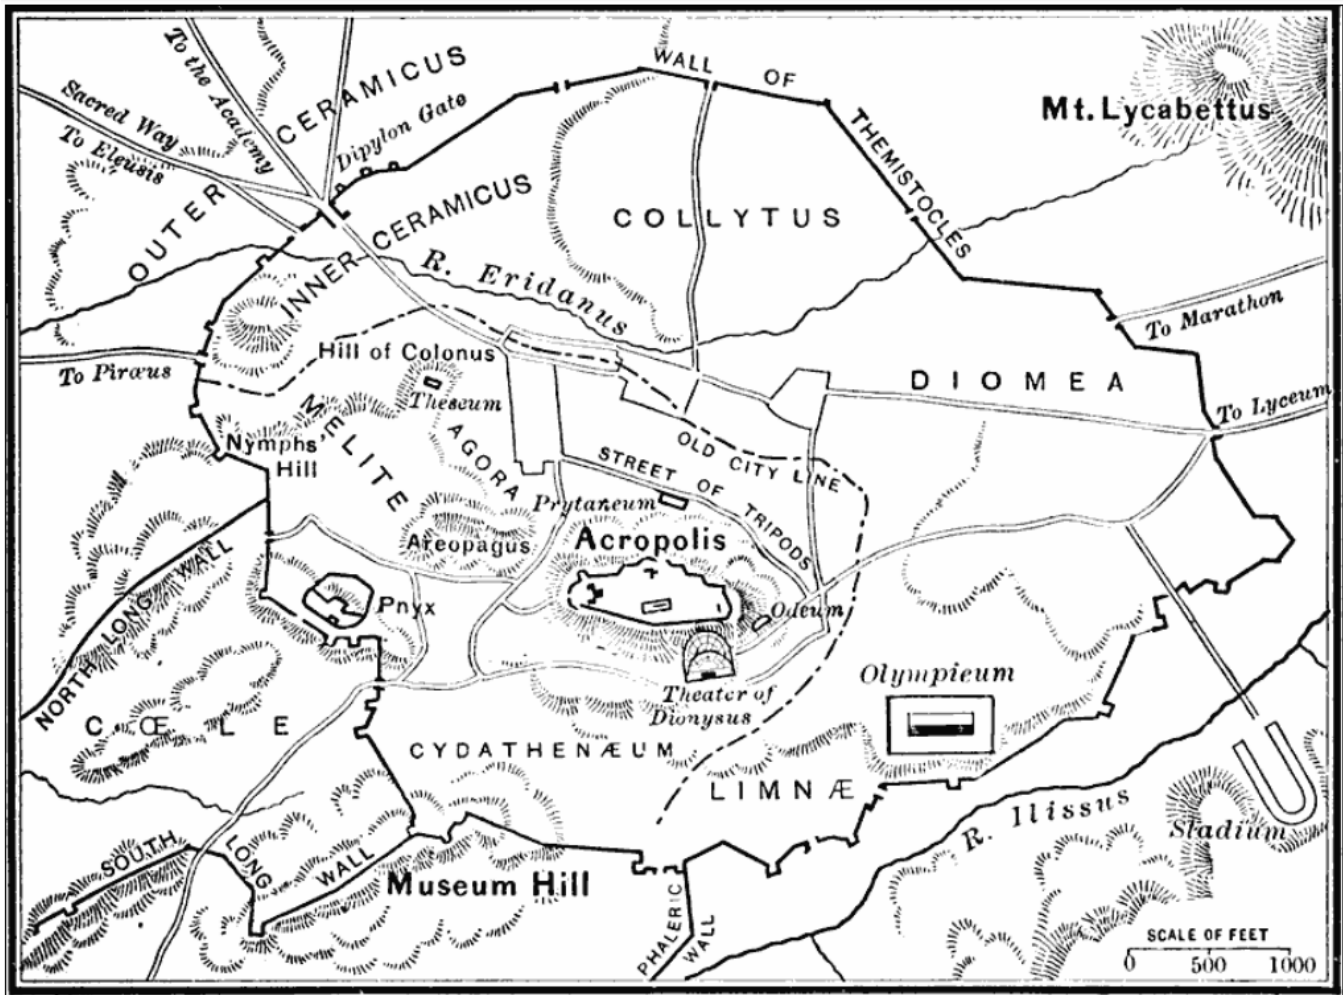 WALL OF THEMISTOCLES
Mt. Lycabettus
To the Academy
OUTER CERAMICUS
Sacred Way
To Eleusis
Dipylon Gate
INNER CERAMICUS
COLLYTUS
R. Eridanus
To Marathon
To Piræus
Hill of Colonus
Theseum
DIOMEA
To Lyceum
MELITE
AGORA
Nymphs' Hill
OLD CITY LINE
STREET OF TRIPODS
Prytaneum
Areopagus
Acropolis
NORTH LONG WALL
Pnyx
Odeum
Olympieum
Theater of
Dionysus
CŒLE
CYDATHENÆUM
LIMNÆ
R. Ilissus
Stadium
SOUTH LONG WALL
Museum Hill
PHALERIC
WALL
SCALE OF FEET
0 500 1000